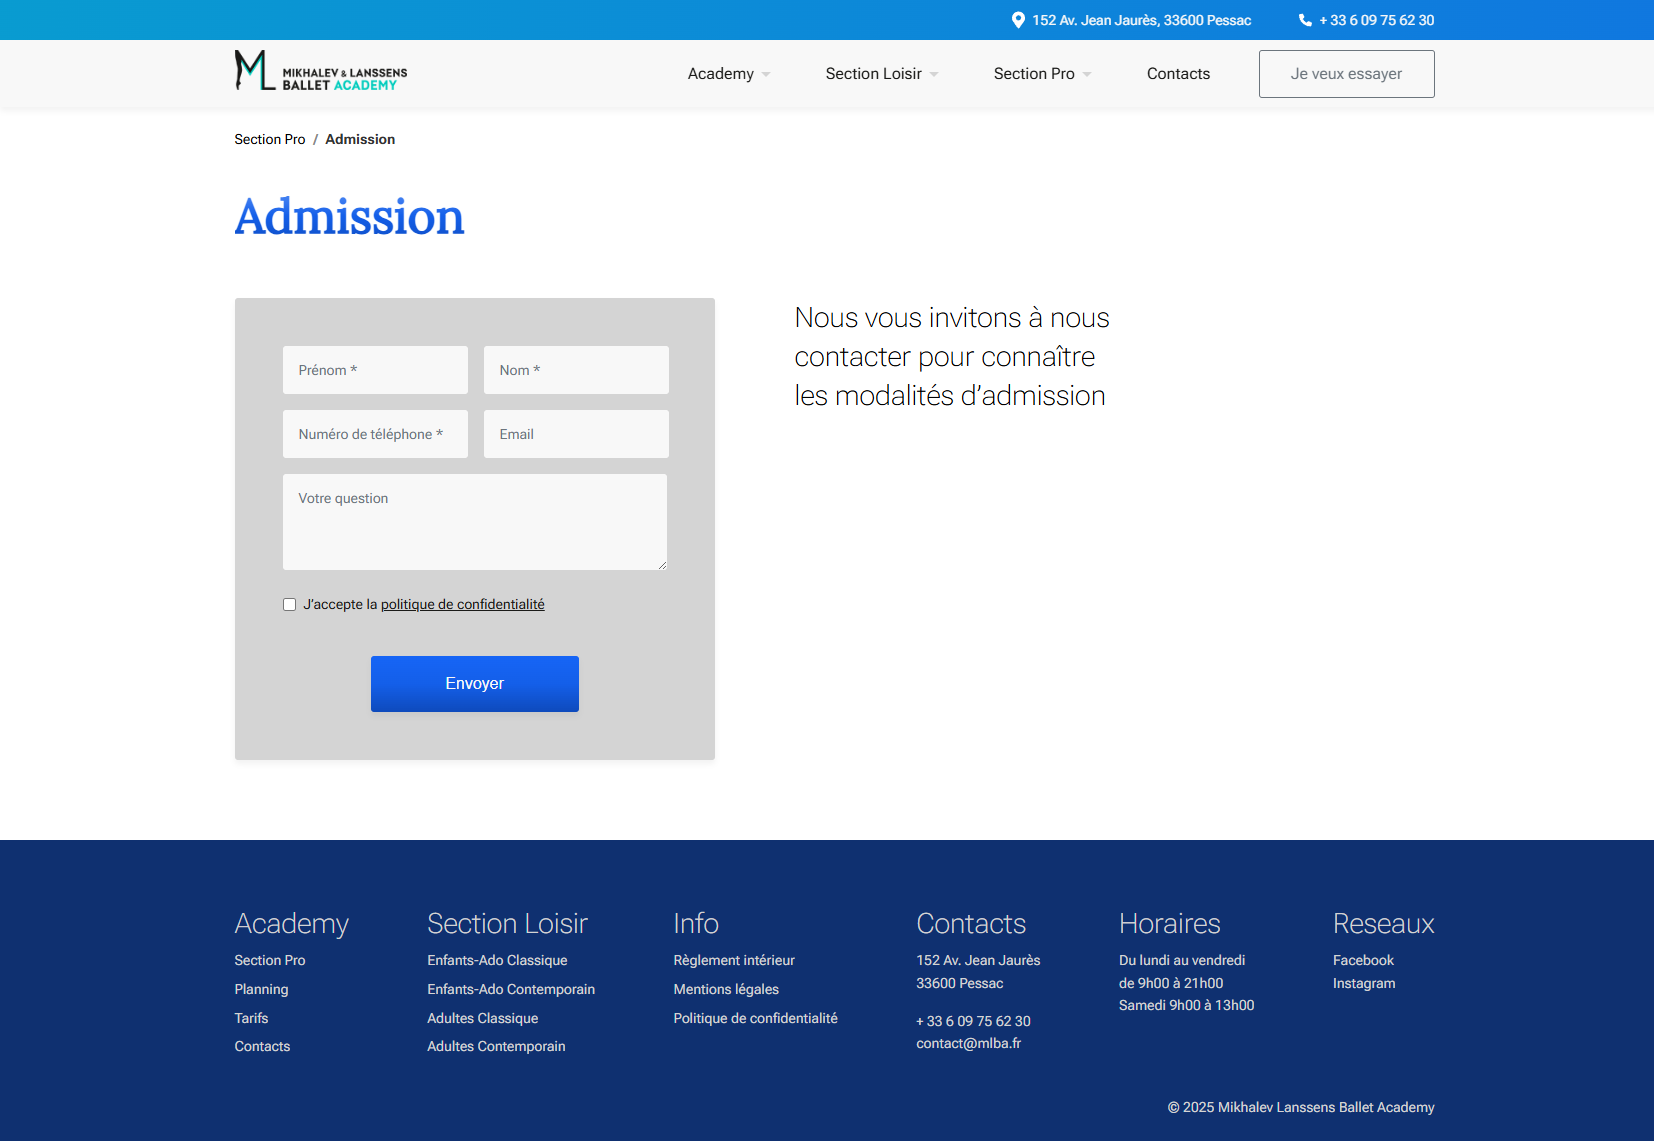 152 Av. Jean Jaurès, 33600 Pessac
+ 33 6 09 75 62 30
ML
MIKHALEV & LANSSENS
BALLET ACADEMY
Academy
Section Loisir
Section Pro
Contacts
Je veux essayer
Section Pro / Admission
Admission
Prénom *
Nom *
Numéro de téléphone *
Email
Votre question
J’accepte la politique de confidentialité
Envoyer
Nous vous invitons à nous
contacter pour connaître
les modalités d’admission
Academy
Section Pro
Planning
Tarifs
Contacts
Section Loisir
Enfants-Ado Classique
Enfants-Ado Contemporain
Adultes Classique
Adultes Contemporain
Info
Règlement intérieur
Mentions légales
Politique de confidentialité
Contacts
152 Av. Jean Jaurès
33600 Pessac
+ 33 6 09 75 62 30
contact@mlba.fr
Horaires
Du lundi au vendredi
de 9h00 à 21h00
Samedi 9h00 à 13h00
Reseaux
Facebook
Instagram
© 2025 Mikhalev Lanssens Ballet Academy